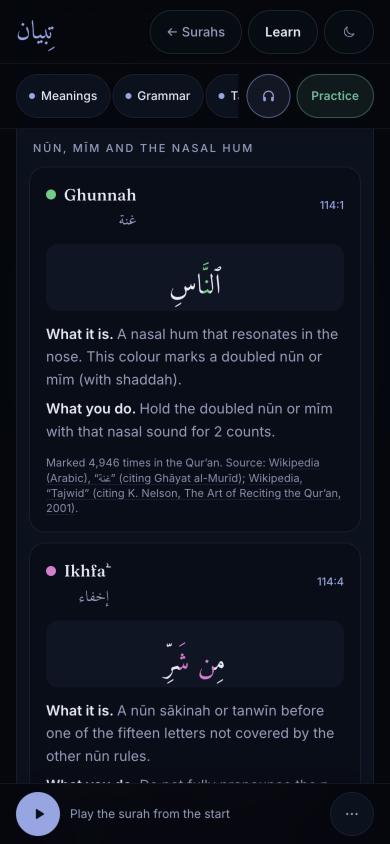 تِبيان
← Surahs
Learn
Meanings
Grammar
Practice
NŪN, MĪM AND THE NASAL HUM
Ghunnah
غنة
114:1
ٱلنَّاسِ
What it is. A nasal hum that resonates in the
nose. This colour marks a doubled nūn or
mīm (with shaddah).
What you do. Hold the doubled nūn or mīm
with that nasal sound for 2 counts.
Marked 4,946 times in the Qur’an. Source: Wikipedia
(Arabic), “غنة” (citing Ghāyat al-Murīd); Wikipedia,
“Tajwid” (citing K. Nelson, The Art of Reciting the Qur’an,
2001).
Ikhfaʾ
إخفاء
114:4
مِن شَرِّ
What it is. A nūn sākinah or tanwīn before
one of the fifteen letters not covered by the
other nūn rules.
Play the surah from the start